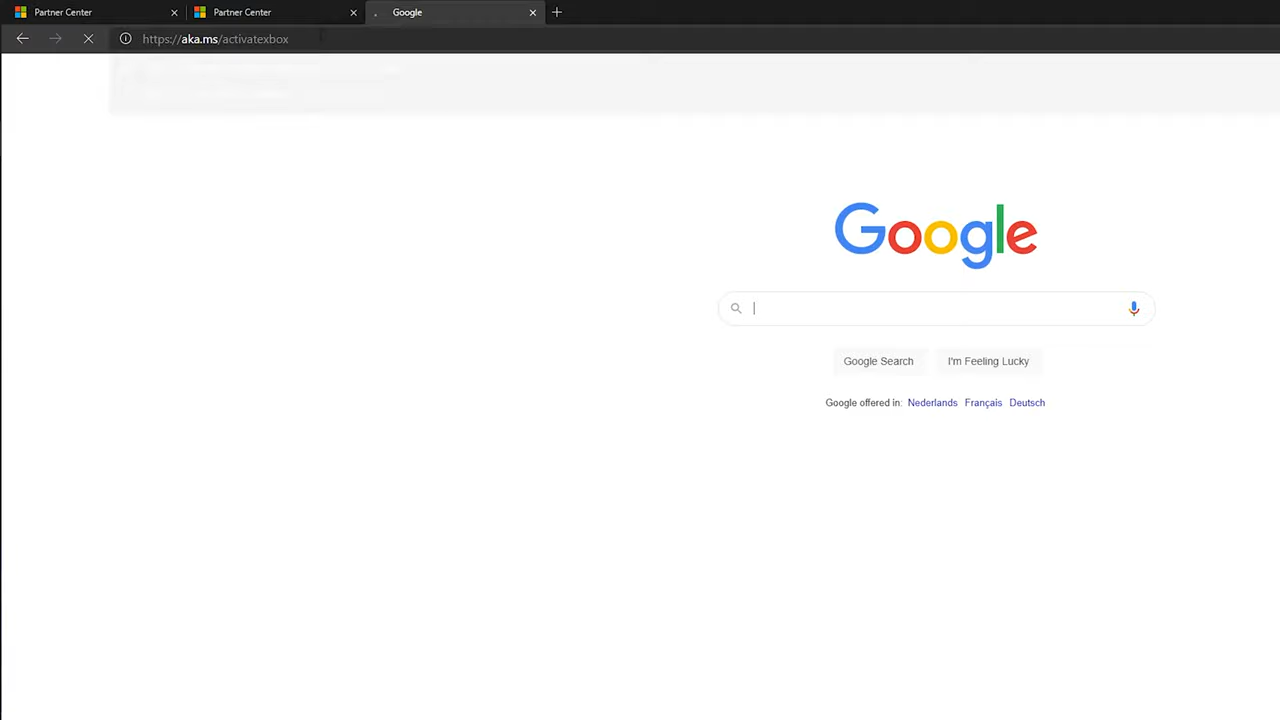 Partner Center
Partner Center
Google
https://aka.ms/activatexbox
Google
Google Search
I'm Feeling Lucky
Google offered in: Nederlands Français Deutsch